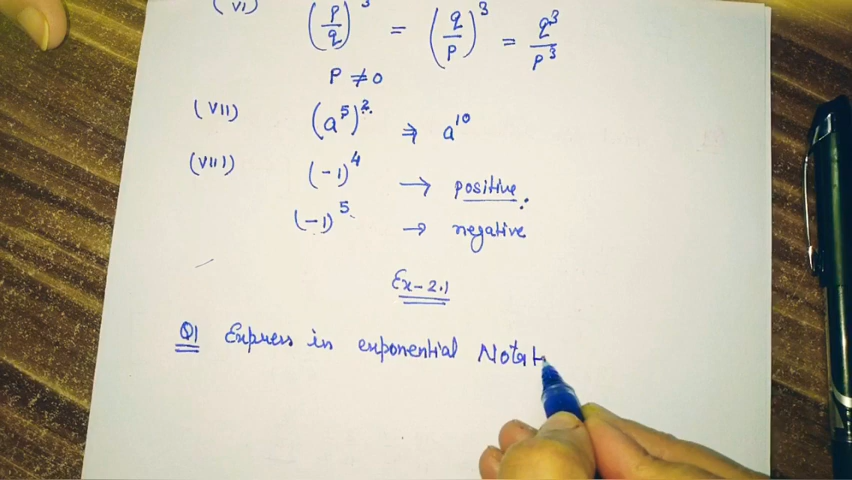 (VI) (p/q)^3 = (q/p)^3 = q^3/p^3
P ≠ 0
(VII) (a^5)^2 ⇒ a^10
(VIII) (-1)^4 → positive.
(-1)^5 → negative
Ex-2.1
Q1 Express in exponential Notat